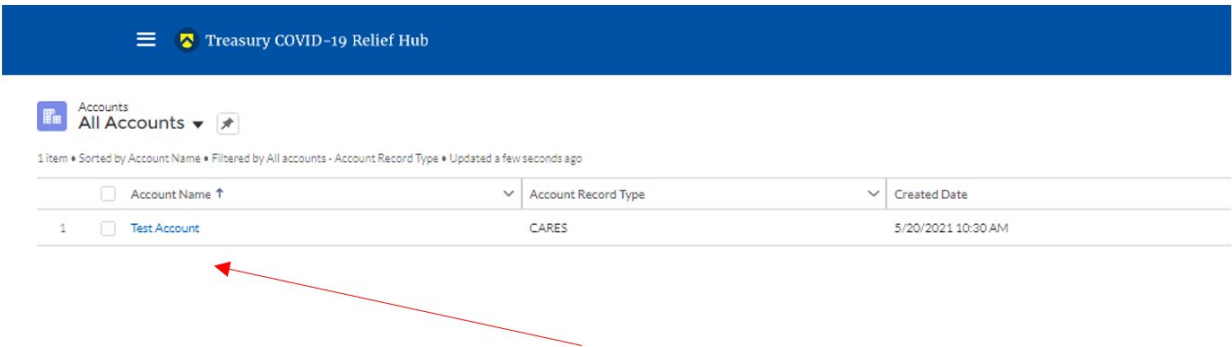 Treasury COVID-19 Relief Hub
Accounts
All Accounts
1 item • Sorted by Account Name • Filtered by All accounts - Account Record Type • Updated a few seconds ago
Account Name ↑ Account Record Type Created Date
1 Test Account CARES 5/20/2021 10:30 AM